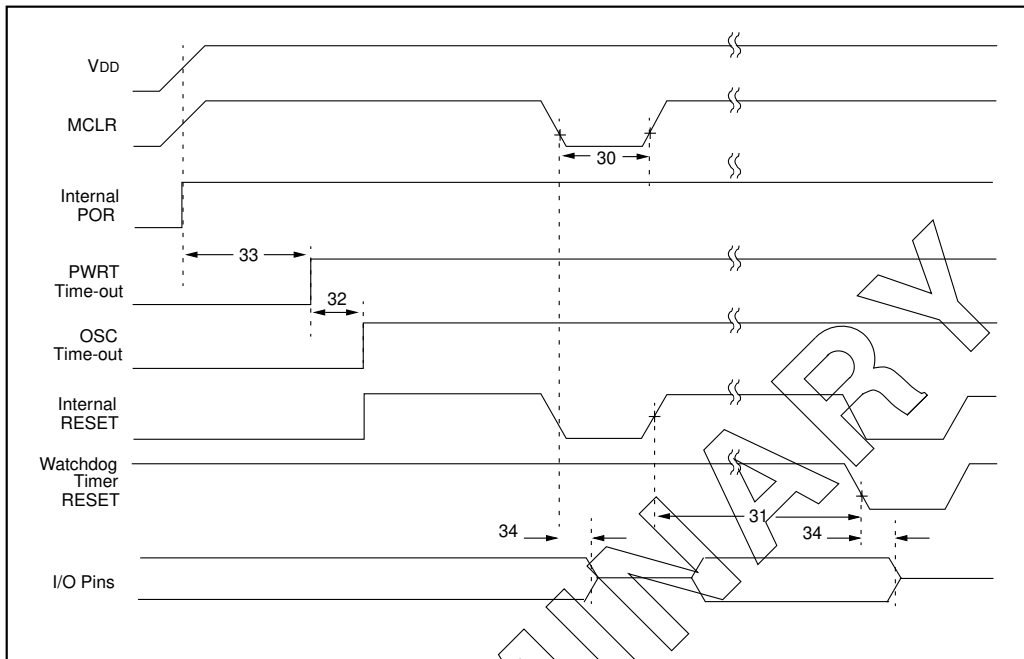 VDD
MCLR
30
Internal
POR
33
PWRT
Time-out
32
OSC
Time-out
Internal
RESET
Watchdog
Timer
RESET
31
34
34
I/O Pins
INARY